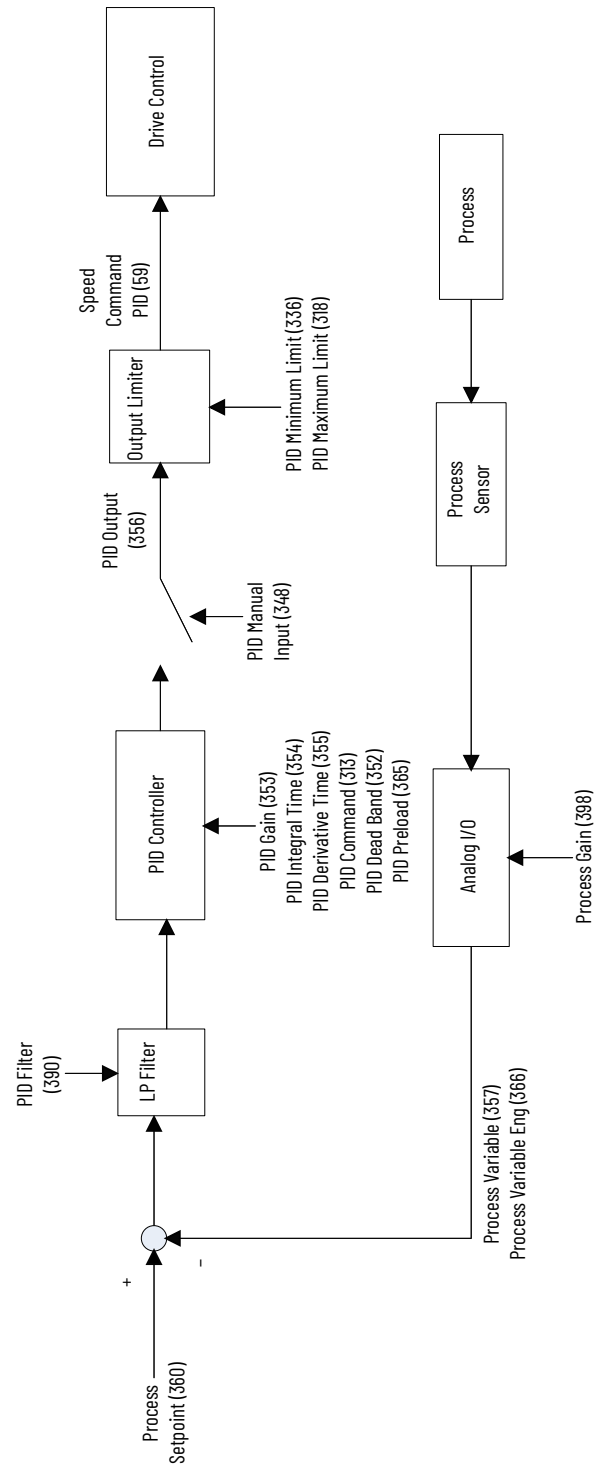 Process
Setpoint (360)
+
–
PID Filter
(390)
LP Filter
PID Controller
PID Gain (353)
PID Integral Time (354)
PID Derivative Time (355)
PID Command (313)
PID Dead Band (352)
PID Preload (365)
PID Manual
Input (348)
PID Output
(356)
Output Limiter
PID Minimum Limit (336)
PID Maximum Limit (318)
Speed
Command
PID (59)
Drive Control
Process Variable (357)
Process Variable Eng (366)
Analog I/O
Process Gain (398)
Process
Sensor
Process